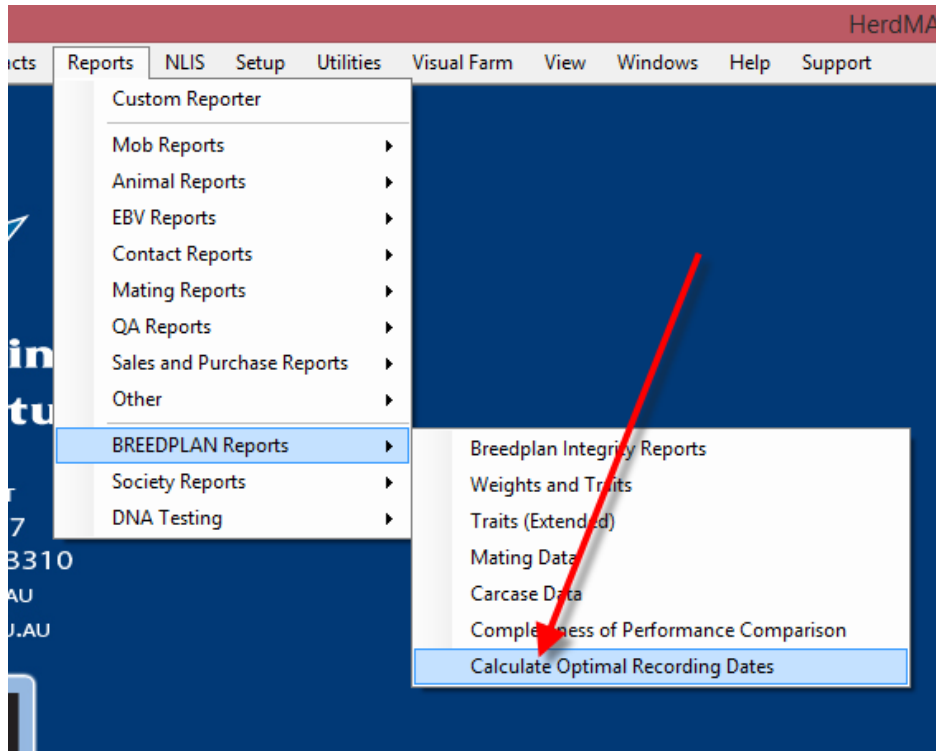 HerdMA
acts Reports NLIS Setup Utilities Visual Farm View Windows Help Support
Custom Reporter
Mob Reports
Animal Reports
EBV Reports
Contact Reports
Mating Reports
QA Reports
in
Sales and Purchase Reports
Other
tu
BREEDPLAN Reports
Society Reports
DNA Testing
Breedplan Integrity Reports
Weights and Traits
Traits (Extended)
Mating Data
Carcase Data
Completeness of Performance Comparison
Calculate Optimal Recording Dates
T
7
3310
AU
U.AU